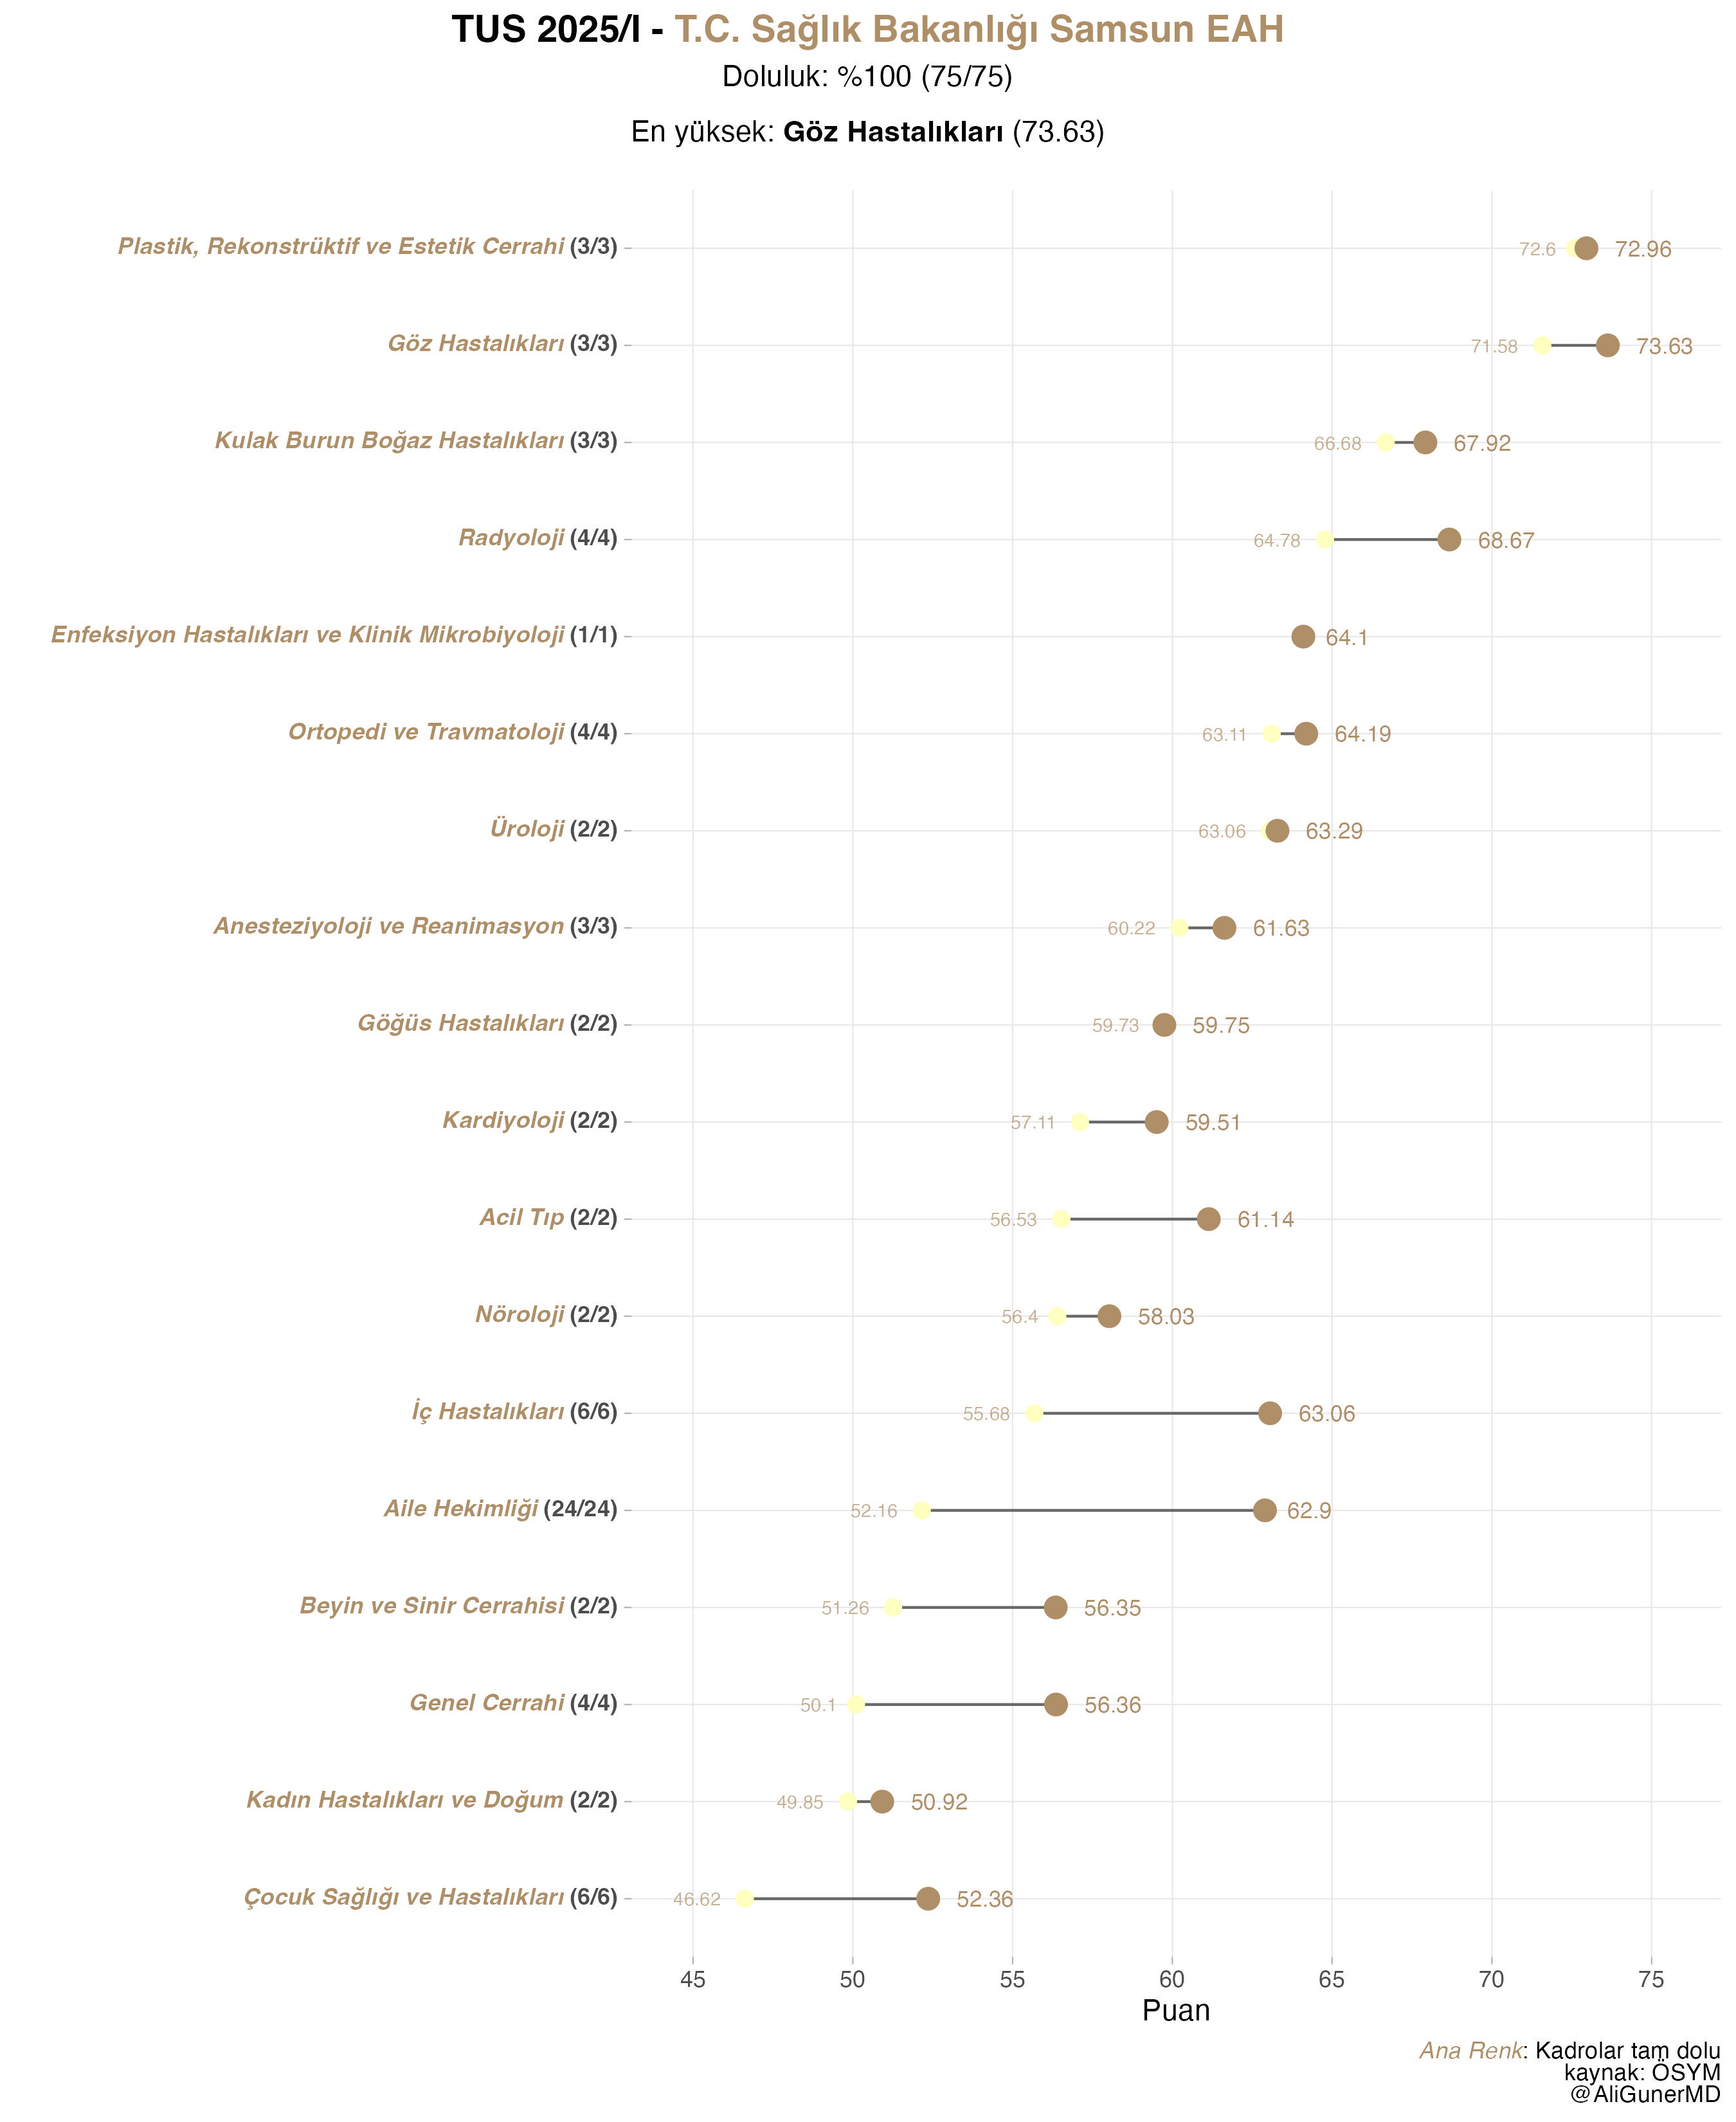 TUS 2025/I - T.C. Sağlık Bakanlığı Samsun EAH
Doluluk: %100 (75/75)
En yüksek: Göz Hastalıkları (73.63)
Plastik, Rekonstrüktif ve Estetik Cerrahi (3/3) 72.6 72.96
Göz Hastalıkları (3/3) 71.58 73.63
Kulak Burun Boğaz Hastalıkları (3/3) 66.68 67.92
Radyoloji (4/4) 64.78 68.67
Enfeksiyon Hastalıkları ve Klinik Mikrobiyoloji (1/1) 64.1
Ortopedi ve Travmatoloji (4/4) 63.11 64.19
Üroloji (2/2) 63.06 63.29
Anesteziyoloji ve Reanimasyon (3/3) 60.22 61.63
Göğüs Hastalıkları (2/2) 59.73 59.75
Kardiyoloji (2/2) 57.11 59.51
Acil Tıp (2/2) 56.53 61.14
Nöroloji (2/2) 56.4 58.03
İç Hastalıkları (6/6) 55.68 63.06
Aile Hekimliği (24/24) 52.16 62.9
Beyin ve Sinir Cerrahisi (2/2) 51.26 56.35
Genel Cerrahi (4/4) 50.1 56.36
Kadın Hastalıkları ve Doğum (2/2) 49.85 50.92
Çocuk Sağlığı ve Hastalıkları (6/6) 46.62 52.36
45 50 55 60 65 70 75
Puan
Ana Renk: Kadrolar tam dolu
kaynak: ÖSYM
@AliGunerMD